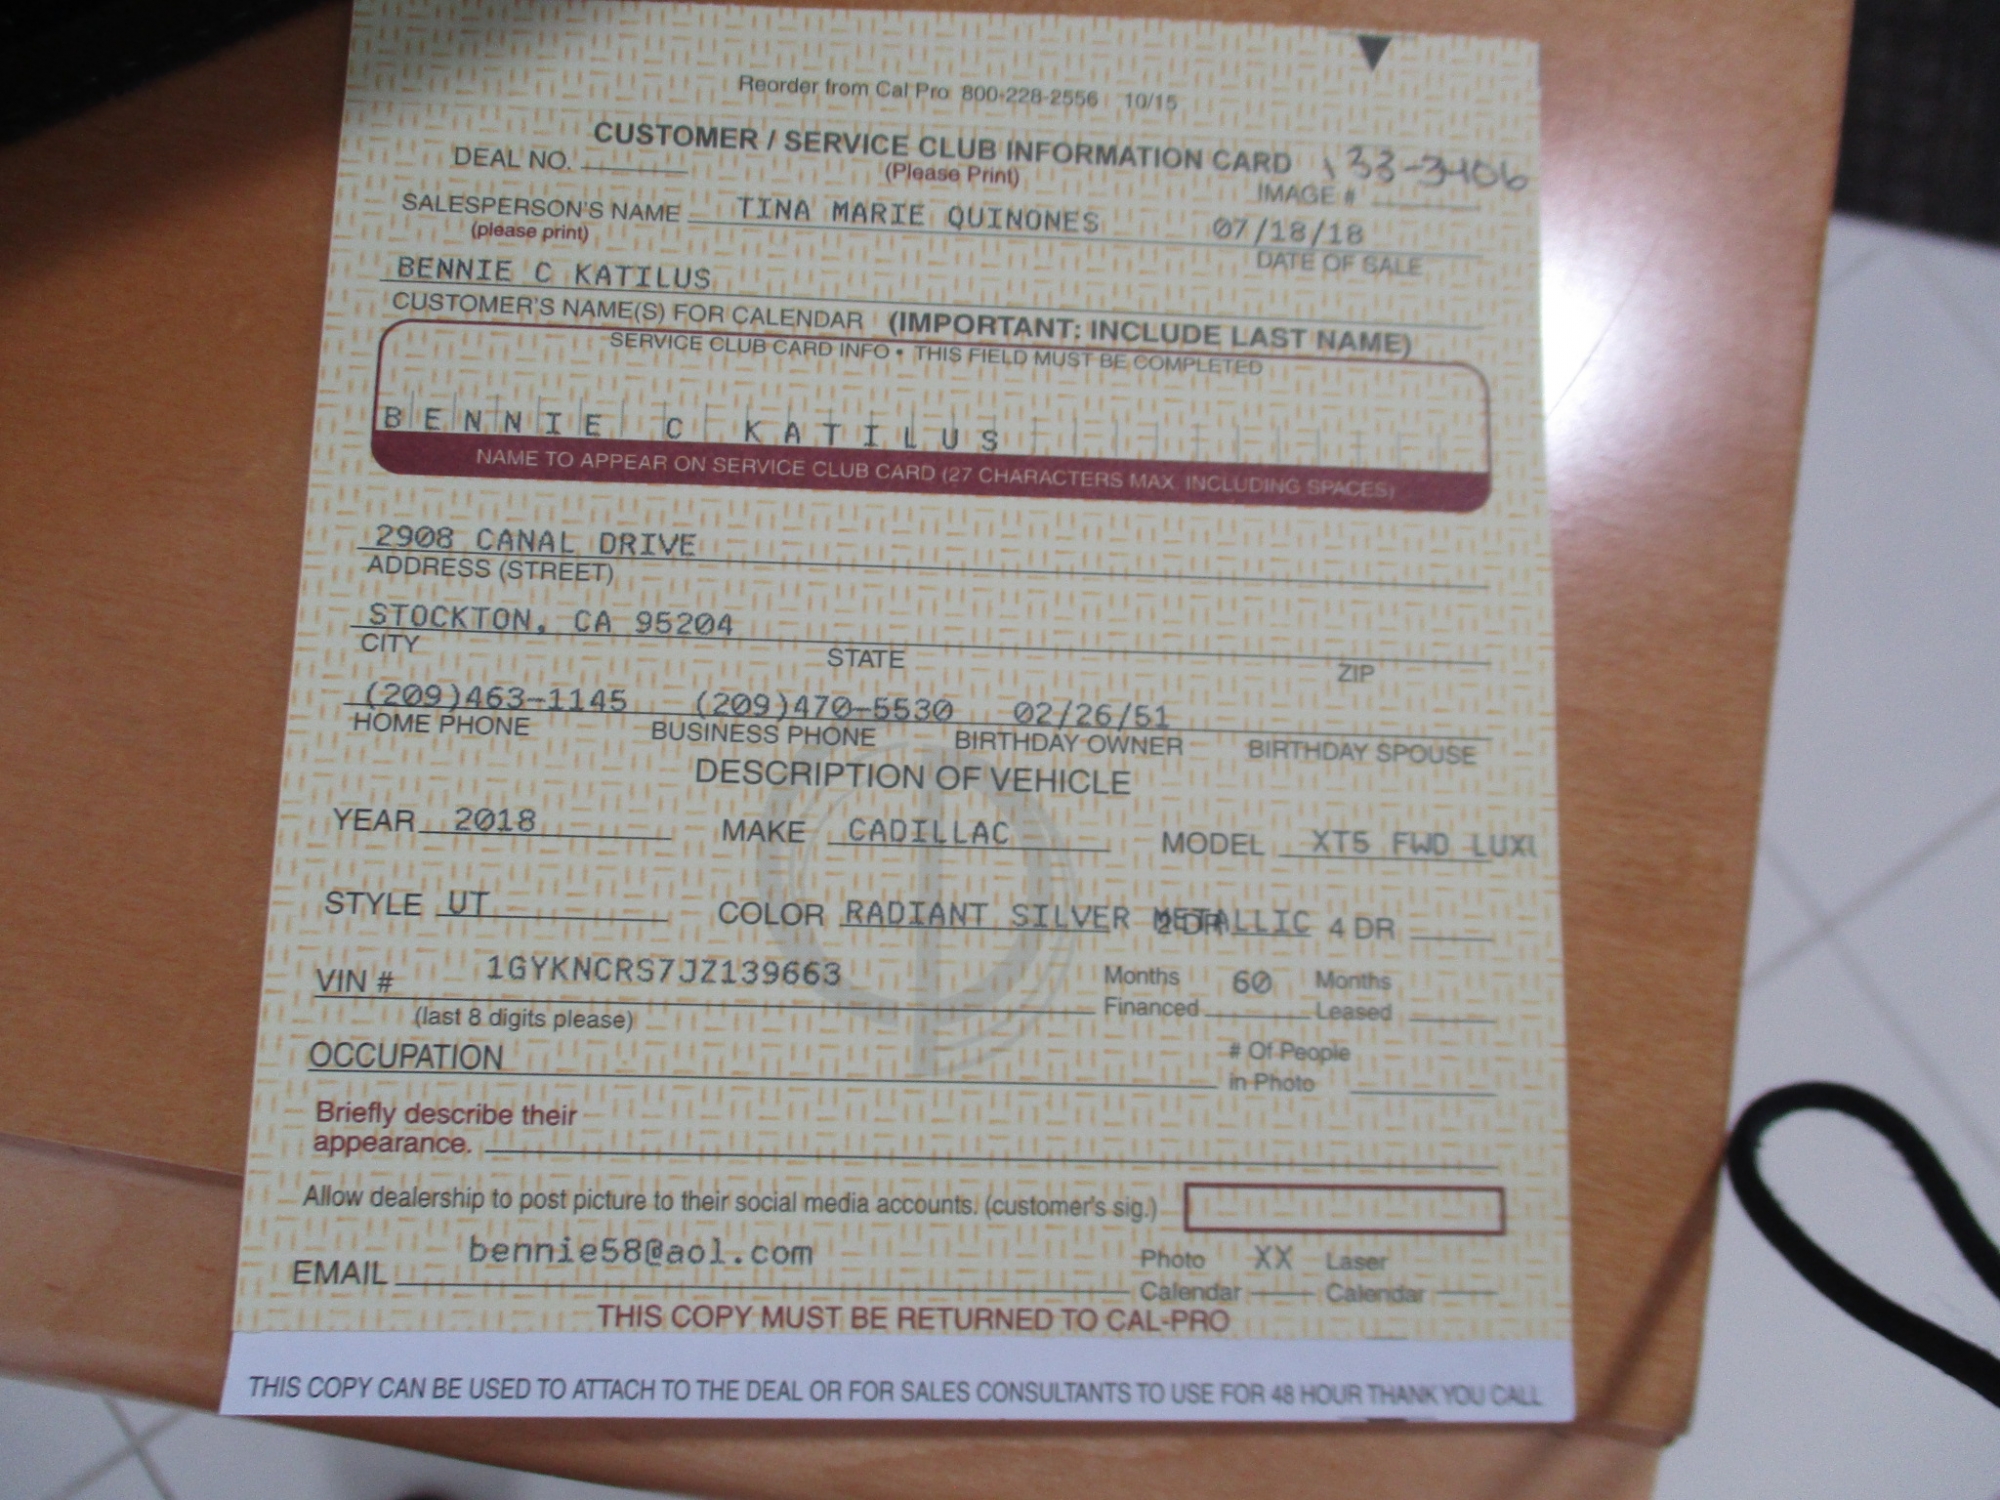 Reorder from Cal Pro 800-228-2556 10/15
CUSTOMER / SERVICE CLUB INFORMATION CARD 133-3406
DEAL NO. (Please Print) IMAGE #
SALESPERSON'S NAME TINA MARIE QUINONES 07/18/18
(please print) DATE OF SALE
BENNIE C KATILUS
CUSTOMER'S NAME(S) FOR CALENDAR (IMPORTANT: INCLUDE LAST NAME)
SERVICE CLUB CARD INFO • THIS FIELD MUST BE COMPLETED
BENNIE C KATILUS
NAME TO APPEAR ON SERVICE CLUB CARD (27 CHARACTERS MAX. INCLUDING SPACES)
2908 CANAL DRIVE
ADDRESS (STREET)
STOCKTON, CA 95204
CITY STATE ZIP
(209)463-1145 (209)470-5530 02/26/51
HOME PHONE BUSINESS PHONE BIRTHDAY OWNER BIRTHDAY SPOUSE
DESCRIPTION OF VEHICLE
YEAR 2018 MAKE CADILLAC MODEL XT5 FWD LUXU
STYLE UT COLOR RADIANT SILVER METALLIC 2 DR 4 DR
VIN # 1GYKNCRS7JZ139663 Months 60 Months
(last 8 digits please) Financed Leased
OCCUPATION # Of People
in Photo
Briefly describe their
appearance.
Allow dealership to post picture to their social media accounts. (customer's sig.)
bennie58@aol.com Photo XX Laser
EMAIL Calendar Calendar
THIS COPY MUST BE RETURNED TO CAL-PRO
THIS COPY CAN BE USED TO ATTACH TO THE DEAL OR FOR SALES CONSULTANTS TO USE FOR 48 HOUR THANK YOU CALL